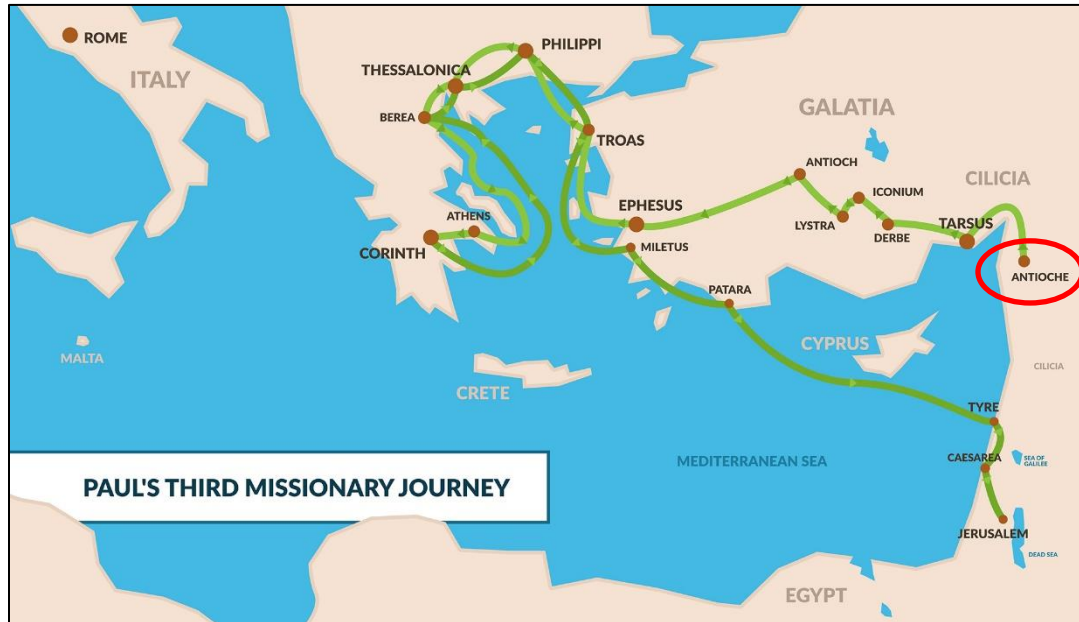 ROME
ITALY
PHILIPPI
THESSALONICA
BEREA
TROAS
GALATIA
ANTIOCH
ICONIUM
CILICIA
LYSTRA
DERBE
TARSUS
EPHESUS
ATHENS
CORINTH
MILETUS
ANTIOCHE
PATARA
MALTA
CYPRUS
CRETE
CILICIA
TYRE
MEDITERRANEAN SEA
CAESAREA
SEA OF
GALILEE
PAUL'S THIRD MISSIONARY JOURNEY
JERUSALEM
DEAD SEA
EGYPT